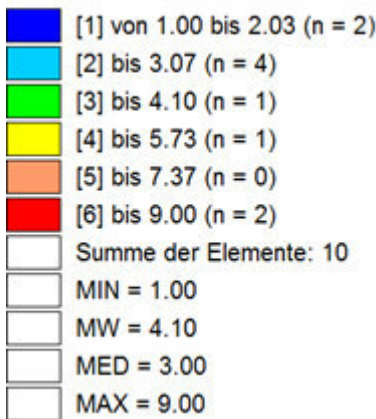 [1] von 1.00 bis 2.03 (n = 2)
[2] bis 3.07 (n = 4)
[3] bis 4.10 (n = 1)
[4] bis 5.73 (n = 1)
[5] bis 7.37 (n = 0)
[6] bis 9.00 (n = 2)
Summe der Elemente: 10
MIN = 1.00
MW = 4.10
MED = 3.00
MAX = 9.00